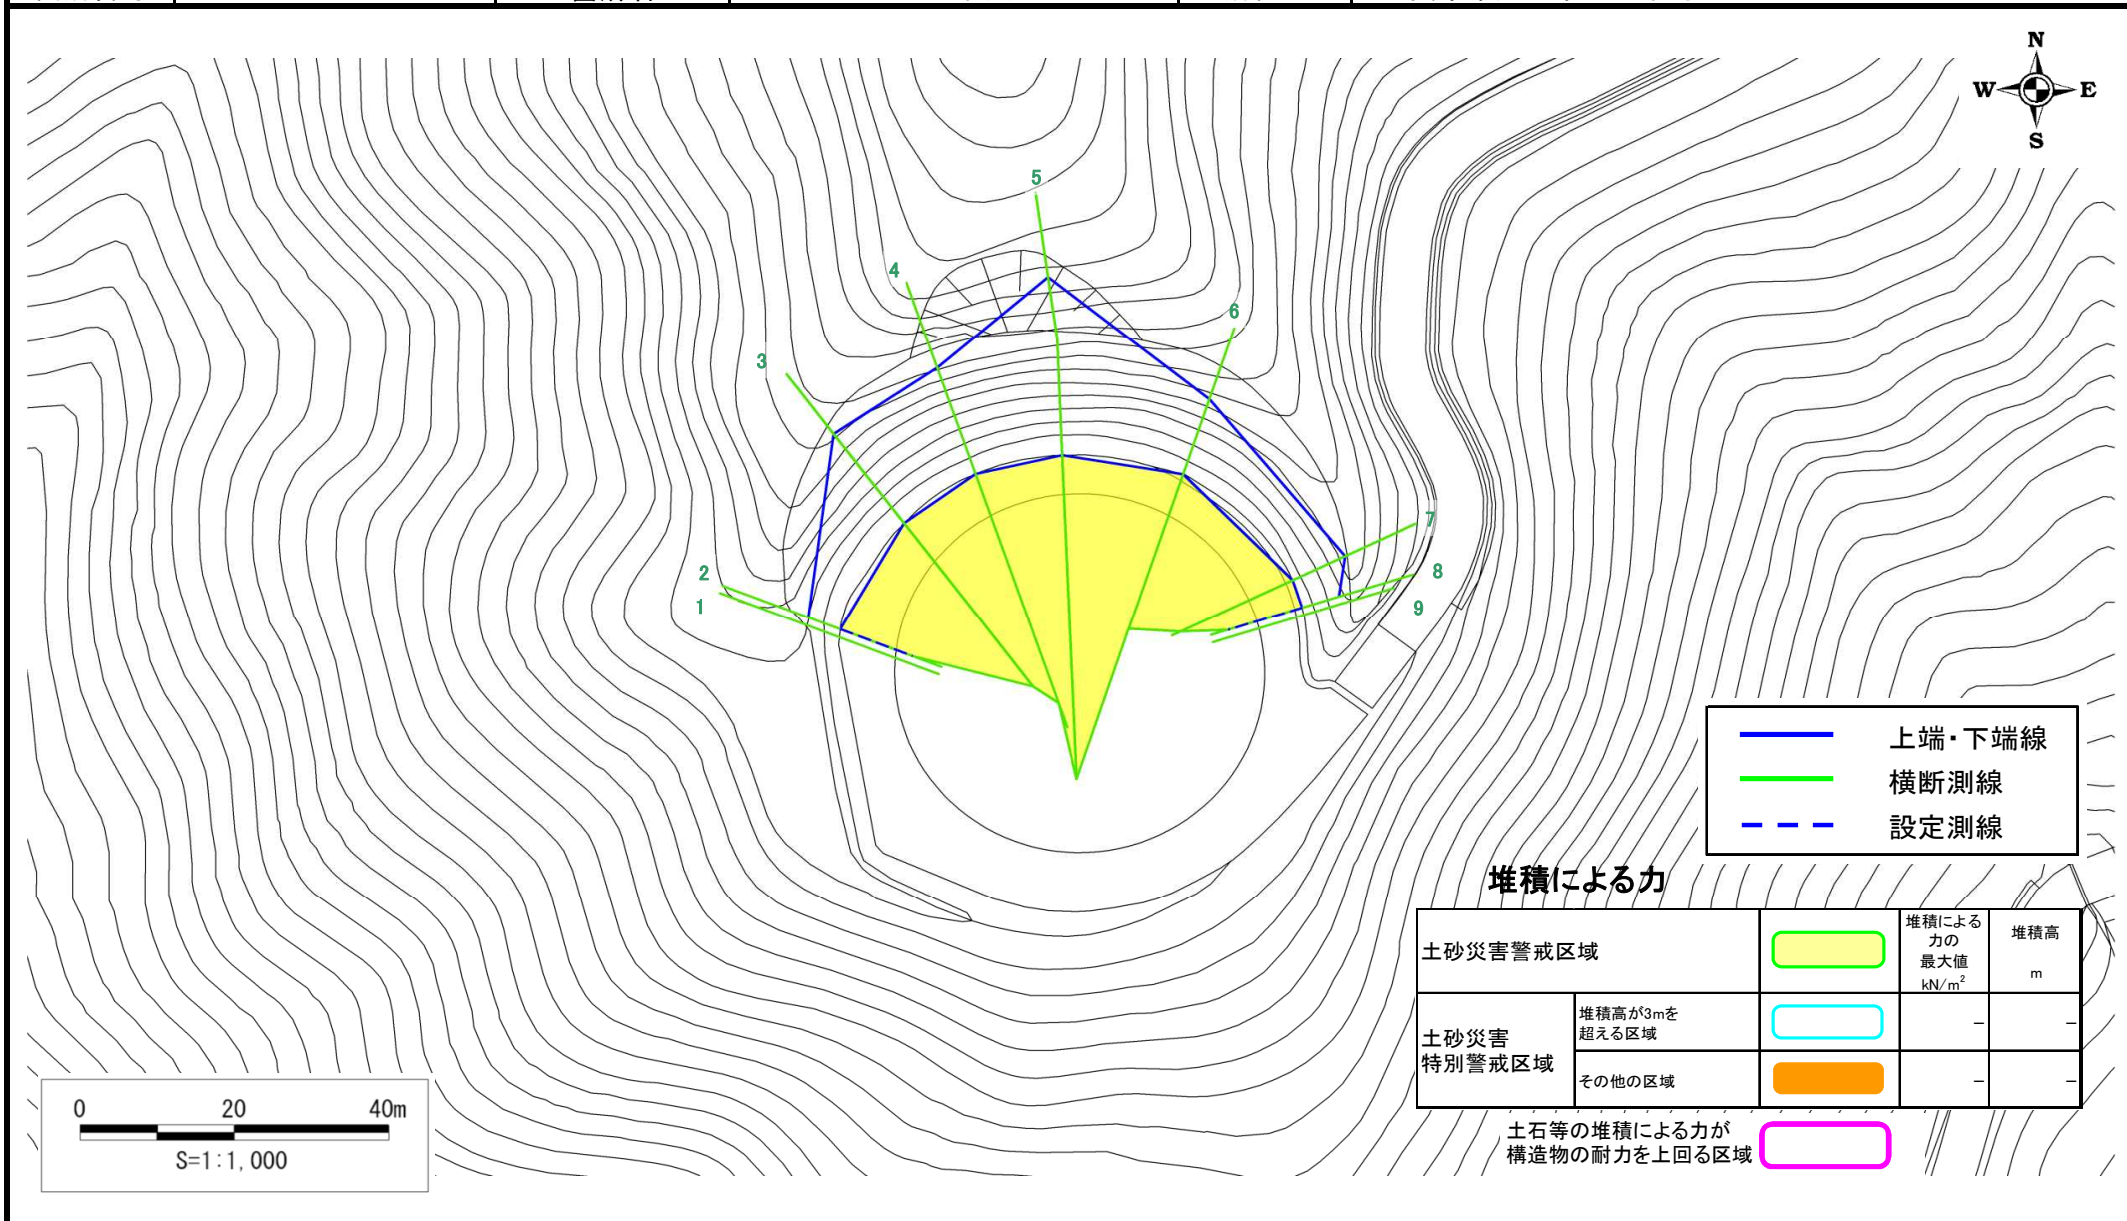 N
W E
S
5
4
6
3
7
2
8
1
9
上端・下端線
横断測線
設定測線
堆積による力
土砂災害警戒区域
堆積による
力の
最大値
kN/m²
堆積高
m
土砂災害
特別警戒区域
堆積高が3mを
超える区域
－ －
その他の区域
－ －
土石等の堆積による力が
構造物の耐力を上回る区域
0 20 40m
S=1:1,000